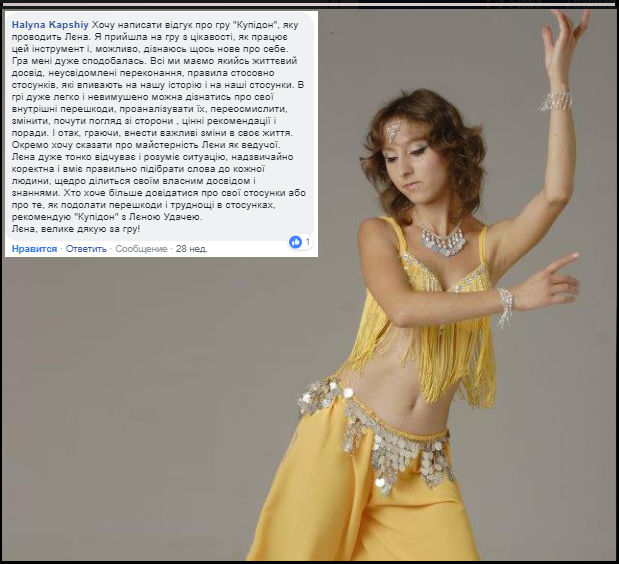 Halyna Kapshiy Хочу написати відгук про гру "Купідон", яку
проводить Лєна. Я прийшла на гру з цікавості, як працює
цей інструмент і, можливо, дізнаюсь щось нове про себе.
Гра мені дуже сподобалась. Всі ми маємо якийсь життєвий
досвід, неусвідомлені переконання, правила стосовно
стосунків, які впивають на нашу історію і на наші стосунки. В
грі дуже легко і невимушено можна дізнатись про свої
внутрішні перешкоди, проаналізувати їх, переосмислити,
змінити, почути погляд зі сторони , цінні рекомендації і
поради. І отак, граючи, внести важливі зміни в своє життя.
Окремо хочу сказати про майстерність Лєни як ведучої.
Лєна дуже тонко відчуває і розуміє ситуацію, надзвичайно
коректна і вміє правильно підібрати слова до кожної
людини, щедро ділиться своїм власним досвідом і
знаннями. Хто хоче більше довідатися про свої стосунки або
про те, як подолати перешкоди і труднощі в стосунках,
рекомендую "Купідон" з Лєною Удачею.
Лєна, велике дякую за гру!
Нравится · Ответить · Сообщение · 28 нед.
1